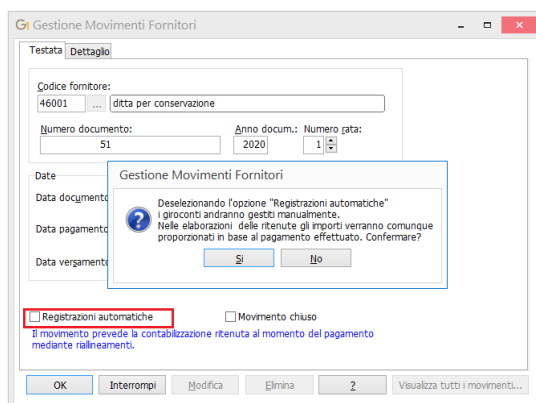 GI Gestione Movimenti Fornitori
Testata Dettaglio
Codice fornitore:
46001 ... ditta per conservazione
Numero documento: Anno docum.: Numero rata:
51 2020 1
Date
Data documento
Data pagamento
Data versamento
Gestione Movimenti Fornitori
Deselezionando l'opzione "Registrazioni automatiche"
i giroconti andranno gestiti manualmente.
Nelle elaborazioni delle ritenute gli importi verranno comunque
proporzionati in base al pagamento effettuato. Confermare?
Si No
Registrazioni automatiche Movimento chiuso
Il movimento prevede la contabilizzazione ritenuta al momento del pagamento
mediante riallineamenti.
OK Interrompi Modifica Elimina ? Visualizza tutti i movimenti...